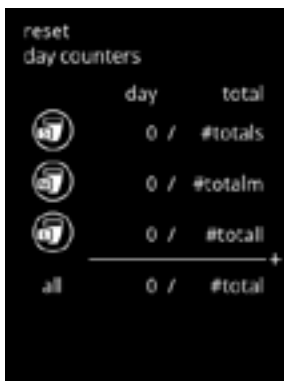 reset
day counters
day total
0 / #totals
0 / #totalm
0 / #totall
+
all 0 / #total